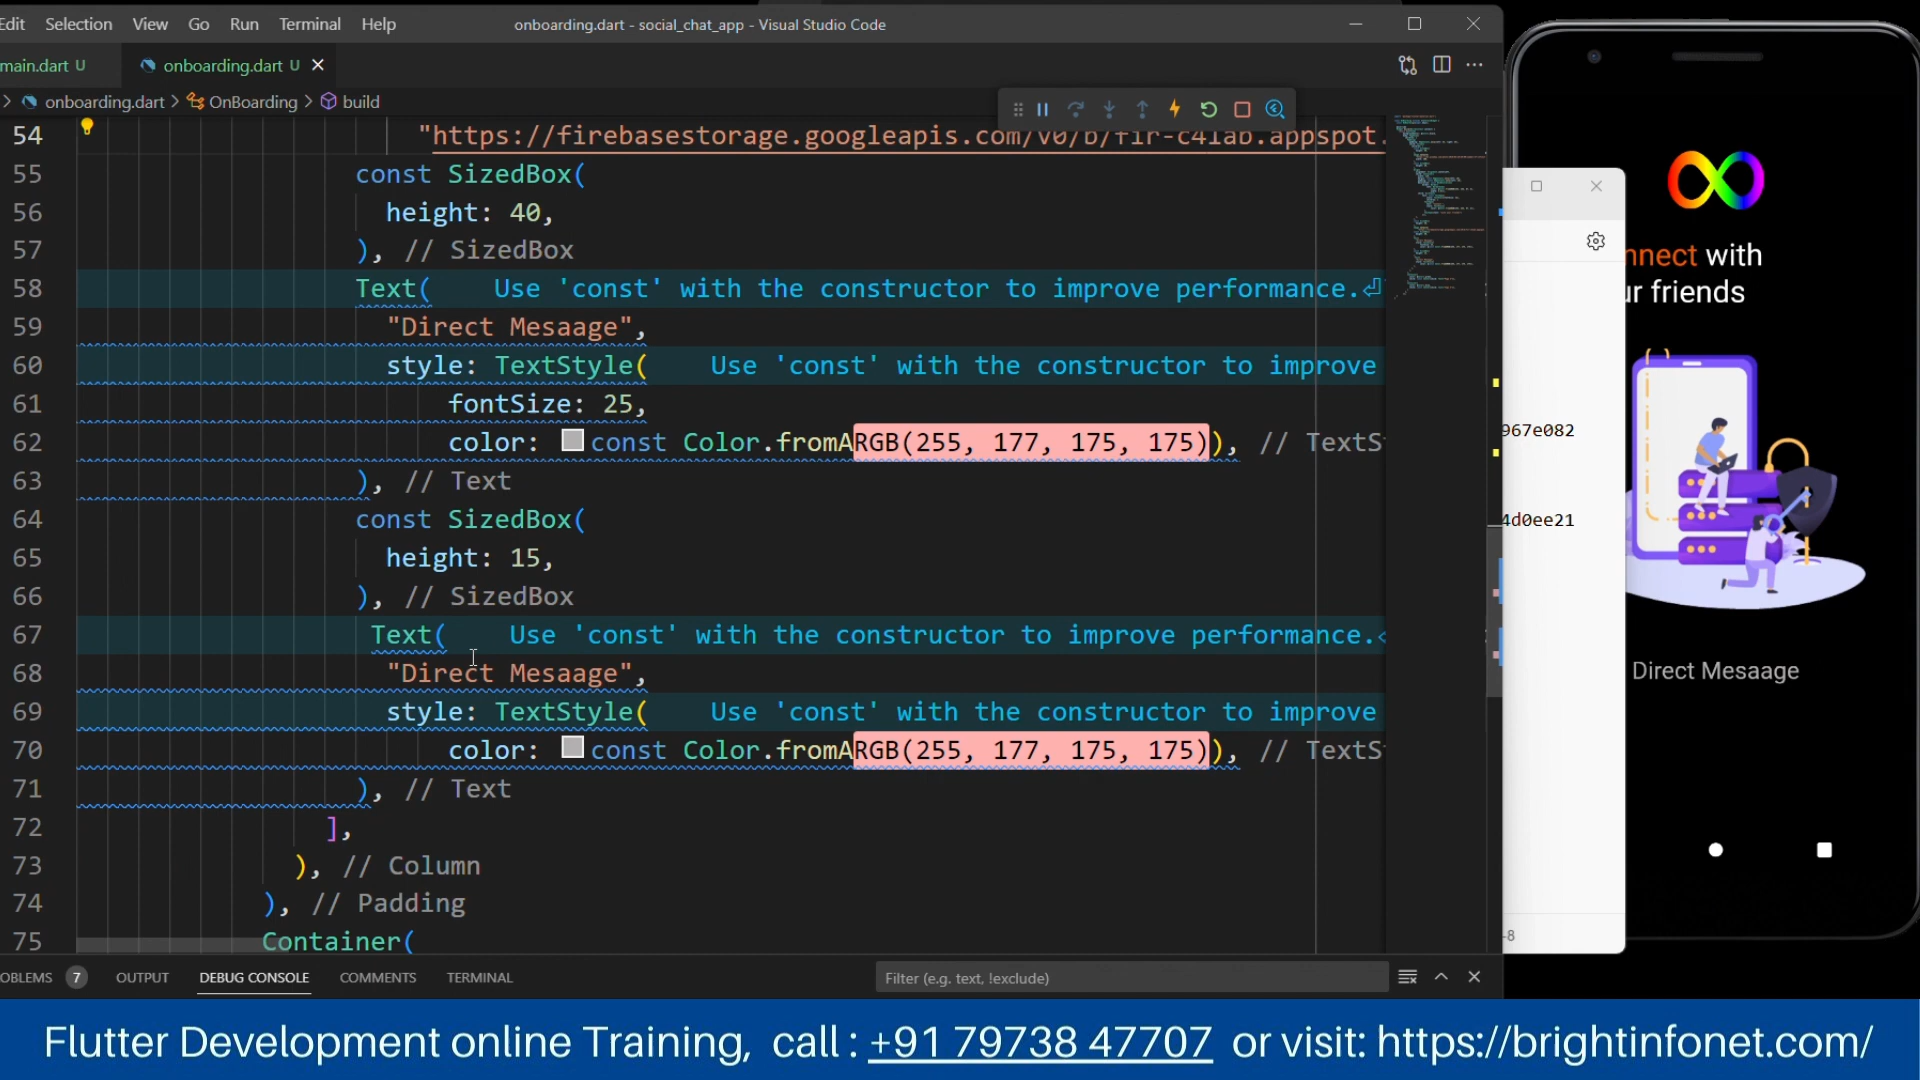 Edit Selection View Go Run Terminal Help onboarding.dart - social_chat_app - Visual Studio Code
main.dart U onboarding.dart U
onboarding.dart > OnBoarding > build
54 "https://firebasestorage.googleapis.com/v0/b/fir-c41ab.appspot.
55 const SizedBox(
56 height: 40,
57 ), // SizedBox
58 Text( Use 'const' with the constructor to improve performance.
59 "Direct Mesaage",
60 style: TextStyle( Use 'const' with the constructor to improve
61 fontSize: 25,
62 color: const Color.fromARGB(255, 177, 175, 175)), // TextS
63 ), // Text
64 const SizedBox(
65 height: 15,
66 ), // SizedBox
67 Text( Use 'const' with the constructor to improve performance.
68 "Direct Mesaage",
69 style: TextStyle( Use 'const' with the constructor to improve
70 color: const Color.fromARGB(255, 177, 175, 175)), // TextS
71 ), // Text
72 ],
73 ), // Column
74 ), // Padding
75 Container(
OBLEMS 7 OUTPUT DEBUG CONSOLE COMMENTS TERMINAL Filter (e.g. text, !exclude)
967e082
4d0ee21
-8
nnect with
ur friends
Direct Mesaage
Flutter Development online Training, call : +91 79738 47707 or visit: https://brightinfonet.com/